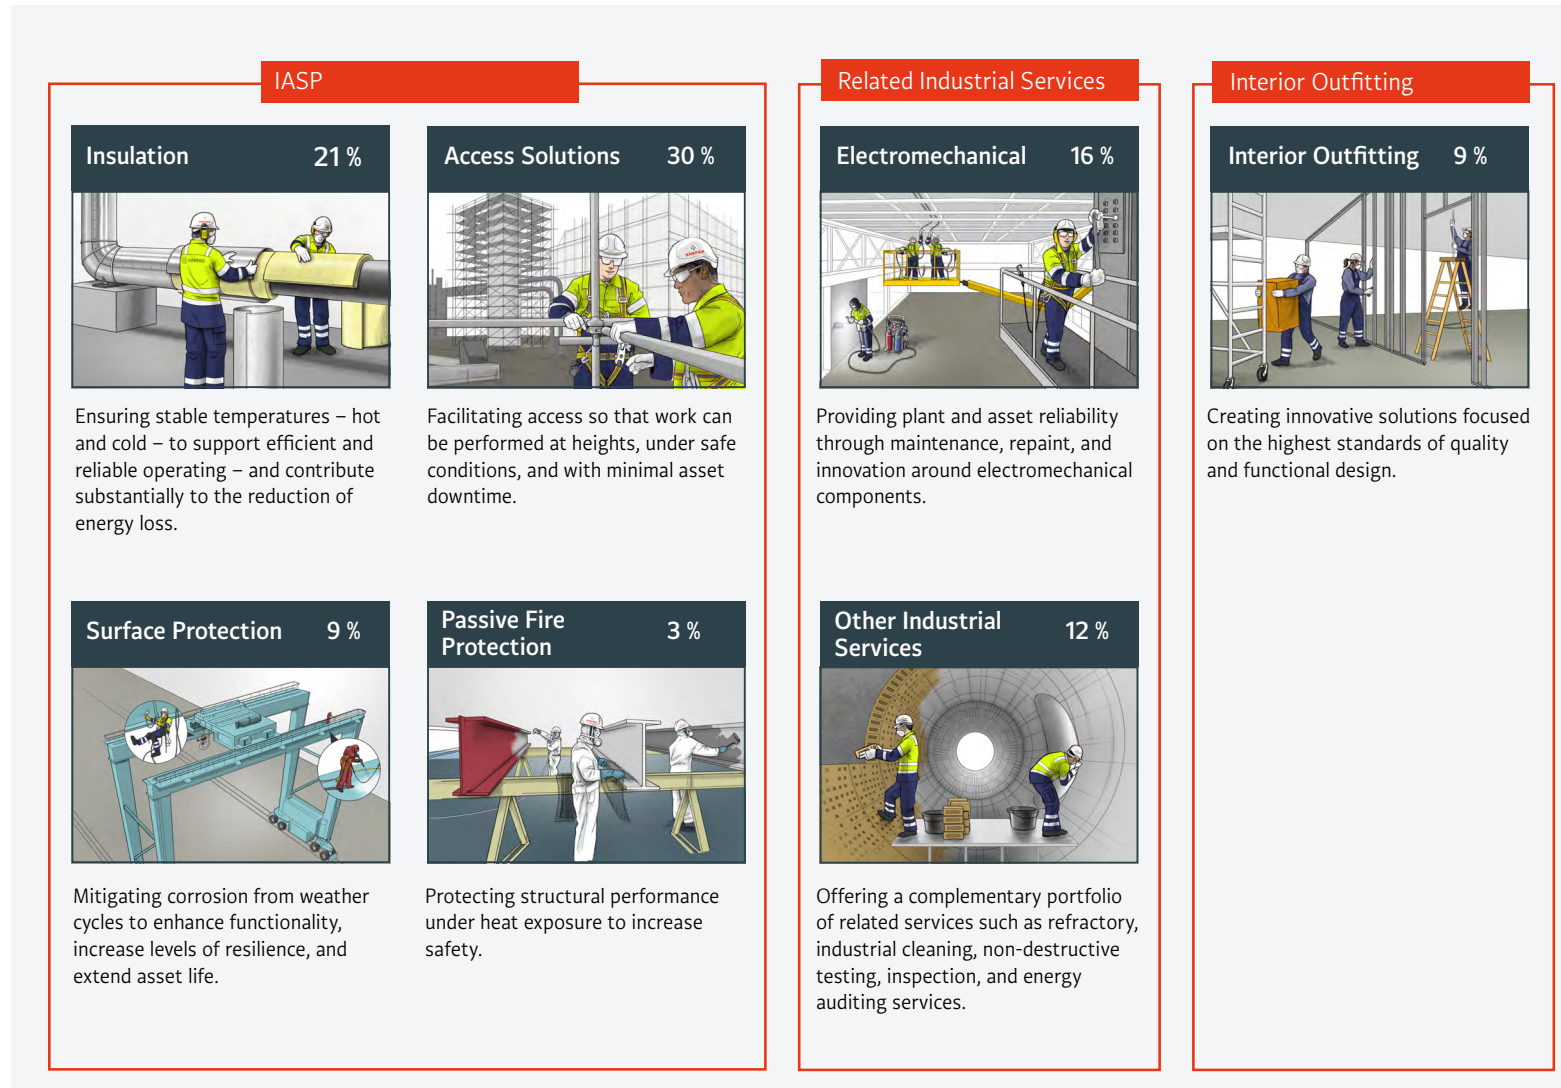 IASP
Insulation 21 %
Ensuring stable temperatures – hot
and cold – to support efficient and
reliable operating – and contribute
substantially to the reduction of
energy loss.
Access Solutions 30 %
Facilitating access so that work can
be performed at heights, under safe
conditions, and with minimal asset
downtime.
Surface Protection 9 %
Mitigating corrosion from weather
cycles to enhance functionality,
increase levels of resilience, and
extend asset life.
Passive Fire
Protection 3 %
Protecting structural performance
under heat exposure to increase
safety.
Related Industrial Services
Electromechanical 16 %
Providing plant and asset reliability
through maintenance, repaint, and
innovation around electromechanical
components.
Other Industrial
Services 12 %
Offering a complementary portfolio
of related services such as refractory,
industrial cleaning, non-destructive
testing, inspection, and energy
auditing services.
Interior Outfitting
Interior Outfitting 9 %
Creating innovative solutions focused
on the highest standards of quality
and functional design.